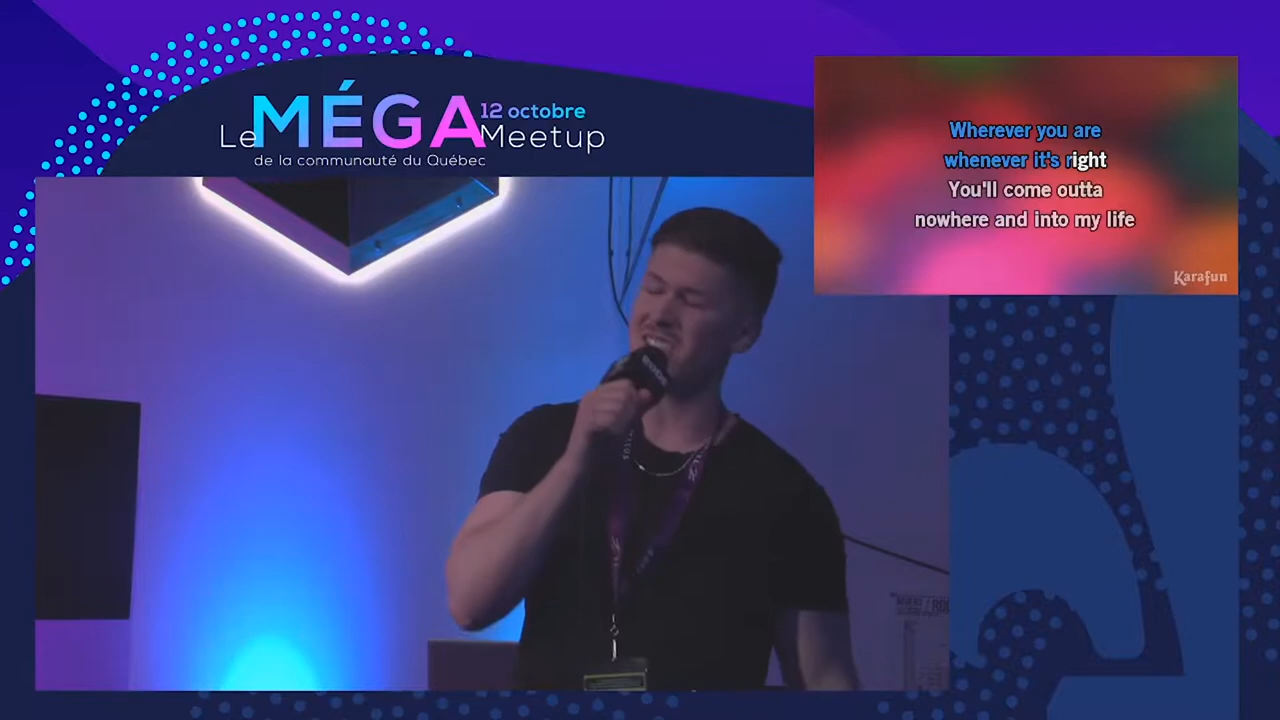 12 octobre
Le MÉGA Meetup
de la communauté du Québec
Wherever you are
whenever it's right
You'll come outta
nowhere and into my life
Karafun